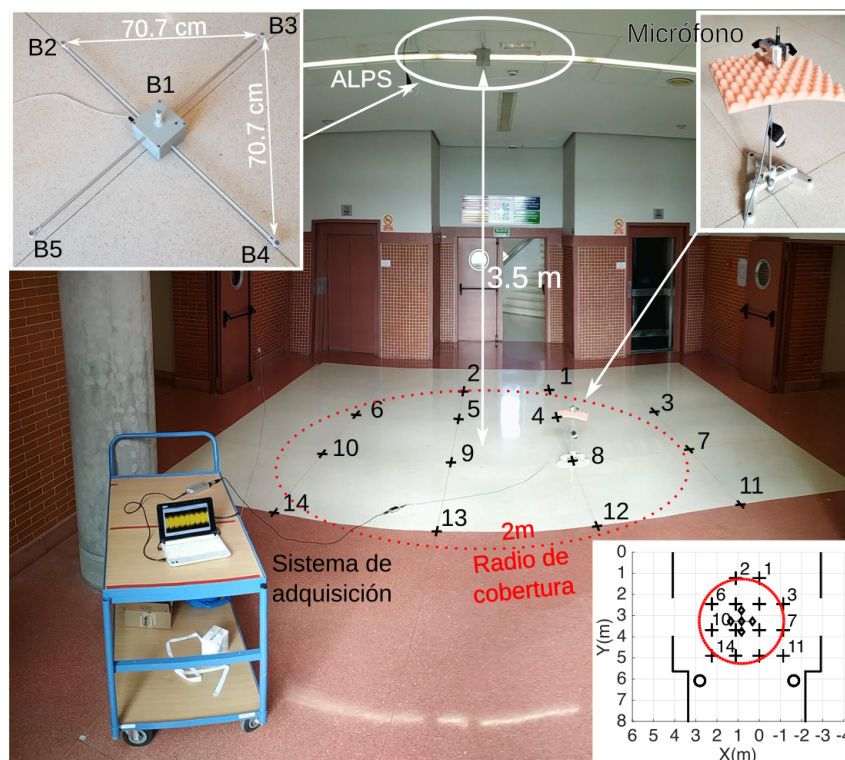 70.7 cm
B3
B2
B1
70.7 cm
B5
B4
ALPS
Micrófono
3.5 m
2
1
6
5
4
3
10
9
8
7
14
13
12
11
2m
Radio de
cobertura
Sistema de
adquisición
0
1
2
3
4
5
6
7
8
Y(m)
2
1
6
3
10
7
14
11
6 5 4 3 2 1 0 -1 -2 -3 -4
X(m)